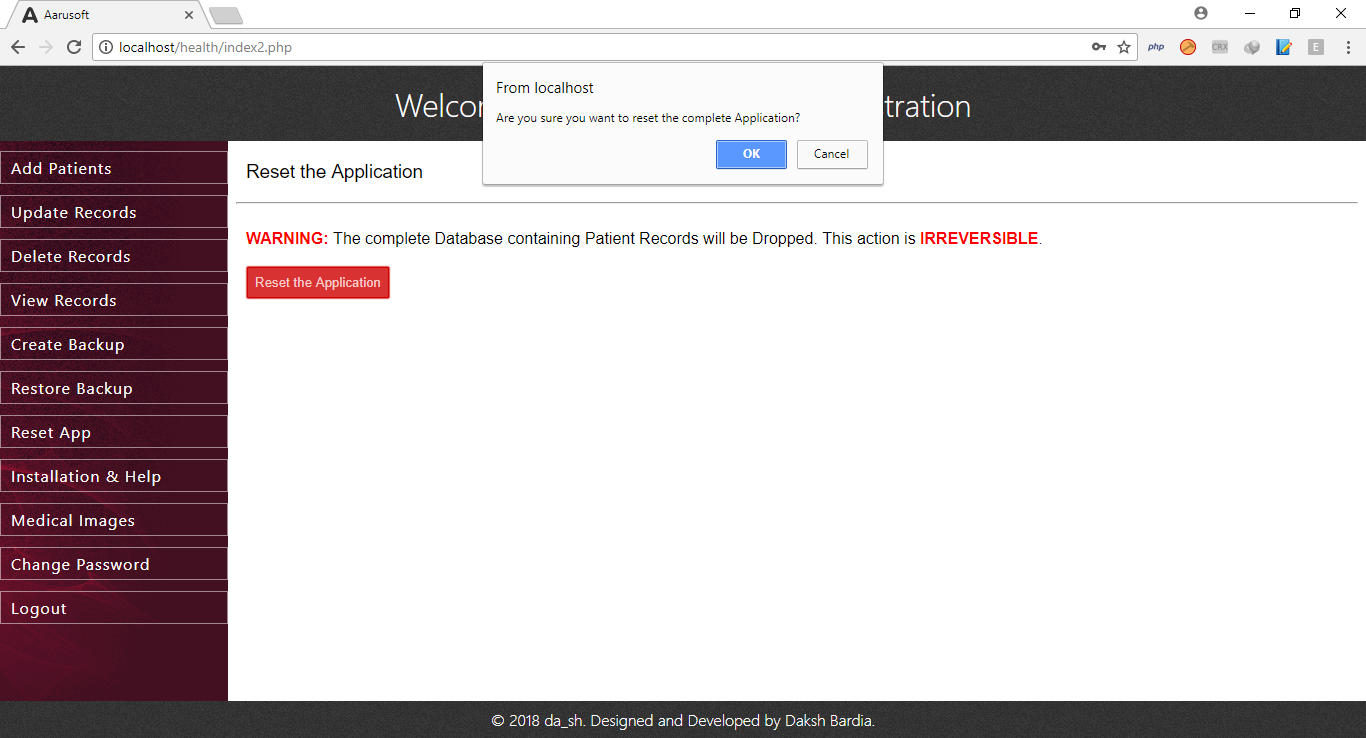 Aarusoft
localhost/health/index2.php
php
CRX
E
From localhost
Are you sure you want to reset the complete Application?
OK Cancel
Add Patients
Update Records
Delete Records
View Records
Create Backup
Restore Backup
Reset App
Installation & Help
Medical Images
Change Password
Logout
Reset the Application
WARNING: The complete Database containing Patient Records will be Dropped. This action is IRREVERSIBLE.
Reset the Application
© 2018 da_sh. Designed and Developed by Daksh Bardia.